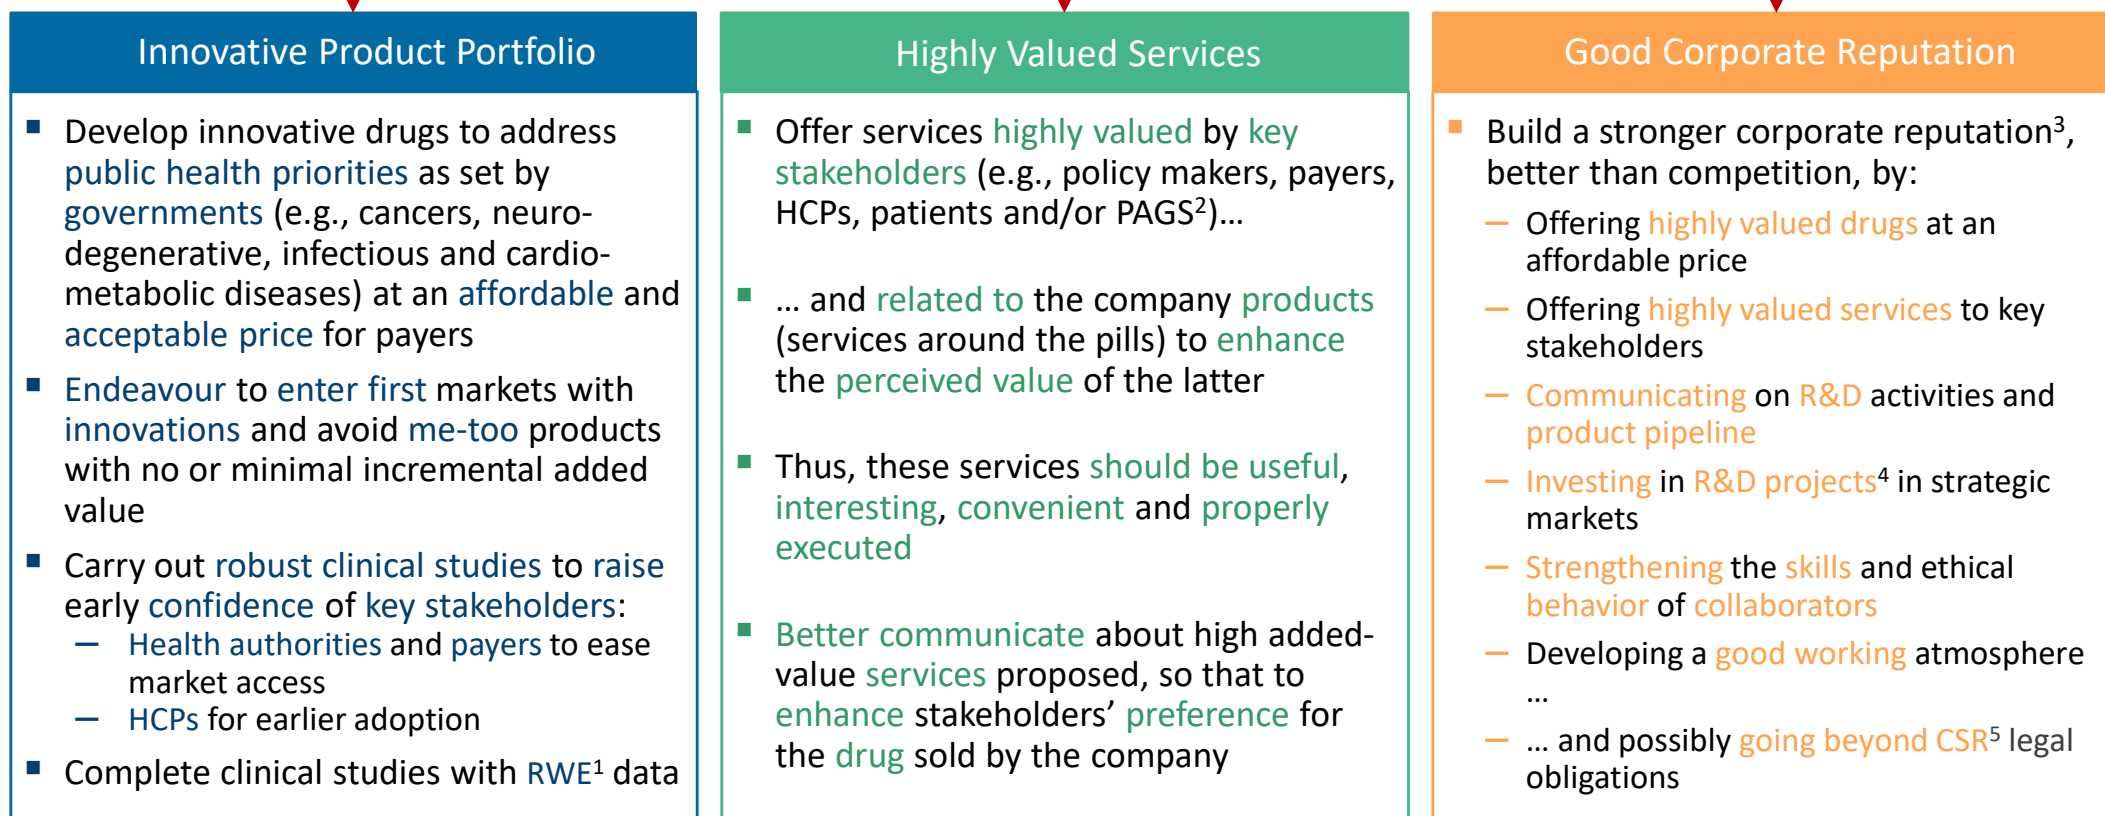 Innovative Product Portfolio
▪ Develop innovative drugs to address
public health priorities as set by
governments (e.g., cancers, neuro-
degenerative, infectious and cardio-
metabolic diseases) at an affordable and
acceptable price for payers
▪ Endeavour to enter first markets with
innovations and avoid me-too products
with no or minimal incremental added
value
▪ Carry out robust clinical studies to raise
early confidence of key stakeholders:
– Health authorities and payers to ease
market access
– HCPs for earlier adoption
▪ Complete clinical studies with RWE¹ data
Highly Valued Services
▪ Offer services highly valued by key
stakeholders (e.g., policy makers, payers,
HCPs, patients and/or PAGS²)…
▪ … and related to the company products
(services around the pills) to enhance
the perceived value of the latter
▪ Thus, these services should be useful,
interesting, convenient and properly
executed
▪ Better communicate about high added-
value services proposed, so that to
enhance stakeholders’ preference for
the drug sold by the company
Good Corporate Reputation
▪ Build a stronger corporate reputation³,
better than competition, by:
– Offering highly valued drugs at an
affordable price
– Offering highly valued services to key
stakeholders
– Communicating on R&D activities and
product pipeline
– Investing in R&D projects⁴ in strategic
markets
– Strengthening the skills and ethical
behavior of collaborators
– Developing a good working atmosphere
…
– … and possibly going beyond CSR⁵ legal
obligations